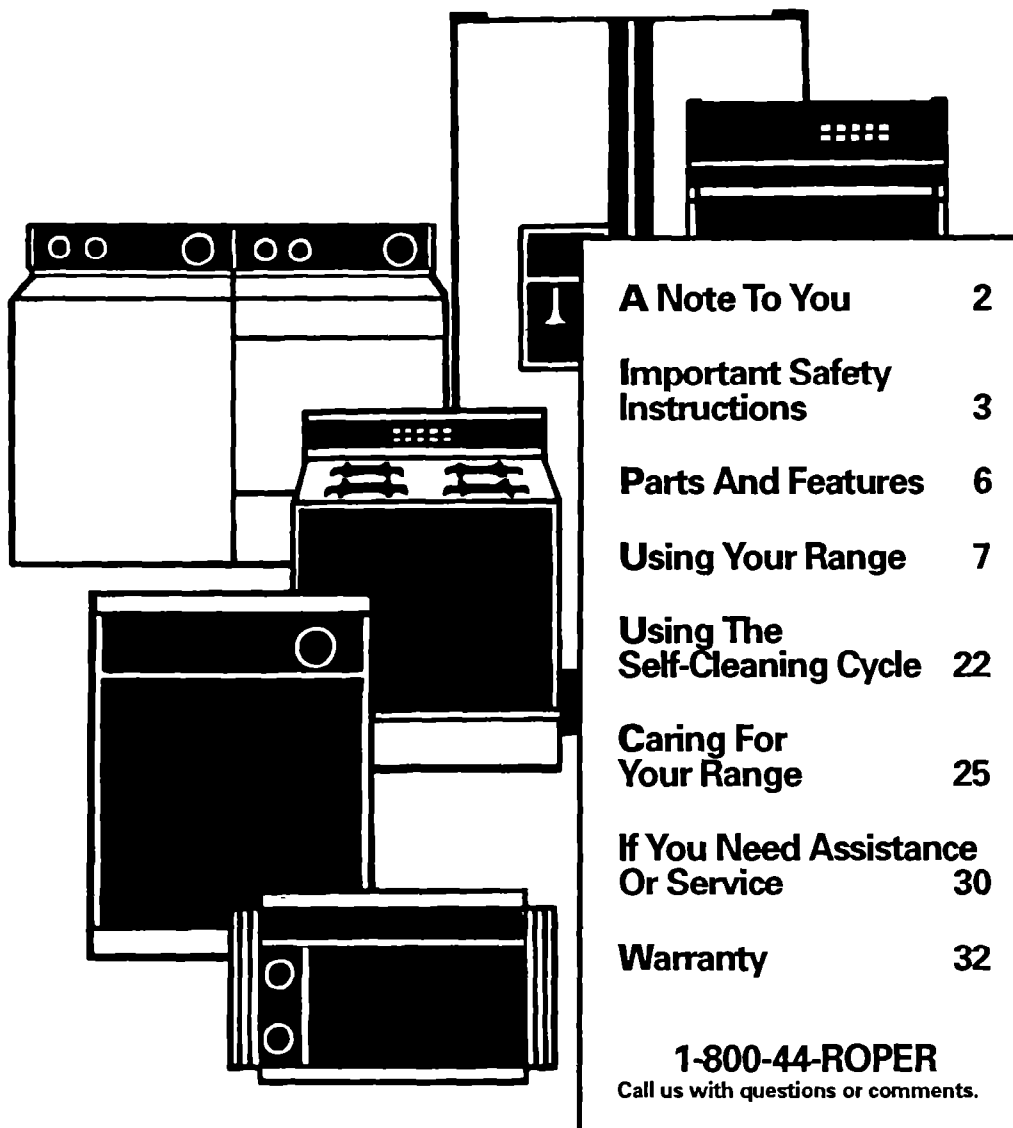 A Note To You 2
Important Safety
Instructions 3
Parts And Features 6
Using Your Range 7
Using The
Self-Cleaning Cycle 22
Caring For
Your Range 25
If You Need Assistance
Or Service 30
Warranty 32
1-800-44-ROPER
Call us with questions or comments.